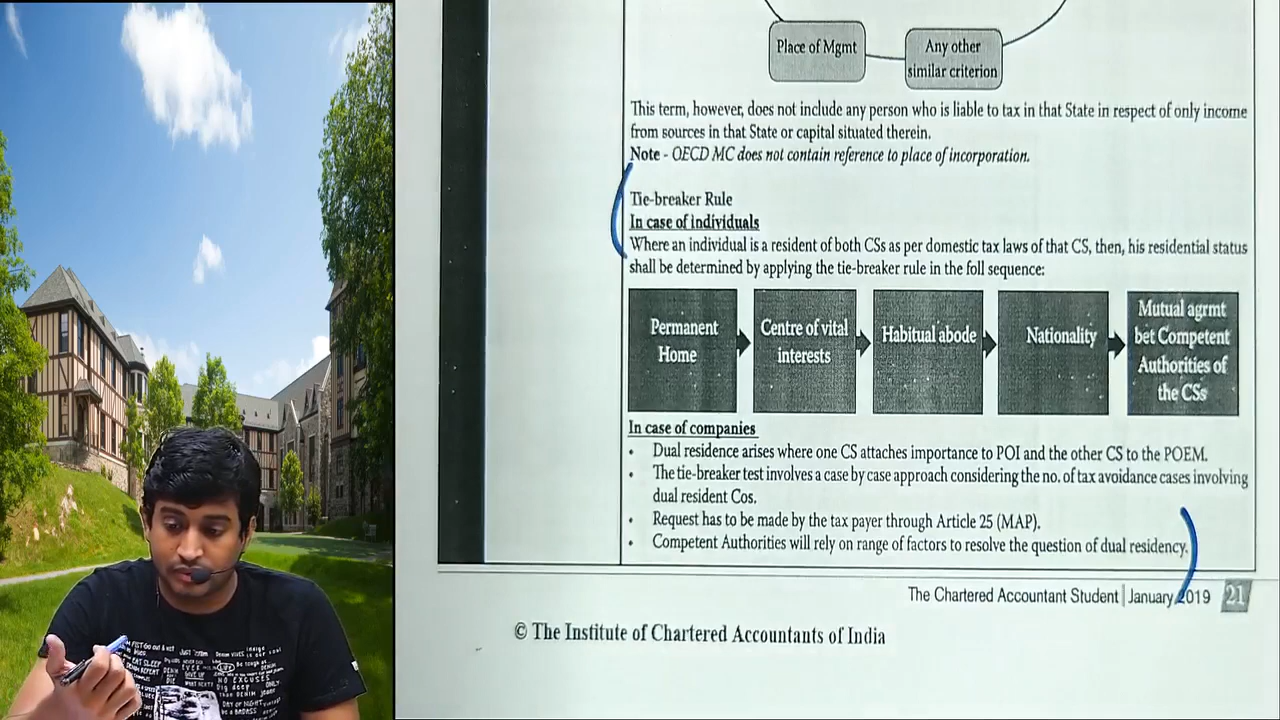 Place of Mgmt
Any other
similar criterion
This term, however, does not include any person who is liable to tax in that State in respect of only income
from sources in that State or capital situated therein.
Note - OECD MC does not contain reference to place of incorporation.
Tie-breaker Rule
In case of individuals
Where an individual is a resident of both CSs as per domestic tax laws of that CS, then, his residential status
shall be determined by applying the tie-breaker rule in the foll sequence:
Permanent
Home
Centre of vital
interests
Habitual abode
Nationality
Mutual agrmt
bet Competent
Authorities of
the CSs
In case of companies
• Dual residence arises where one CS attaches importance to POI and the other CS to the POEM.
• The tie-breaker test involves a case by case approach considering the no. of tax avoidance cases involving
dual resident Cos.
• Request has to be made by the tax payer through Article 25 (MAP).
• Competent Authorities will rely on range of factors to resolve the question of dual residency.
The Chartered Accountant Student | January 2019 21
© The Institute of Chartered Accountants of India